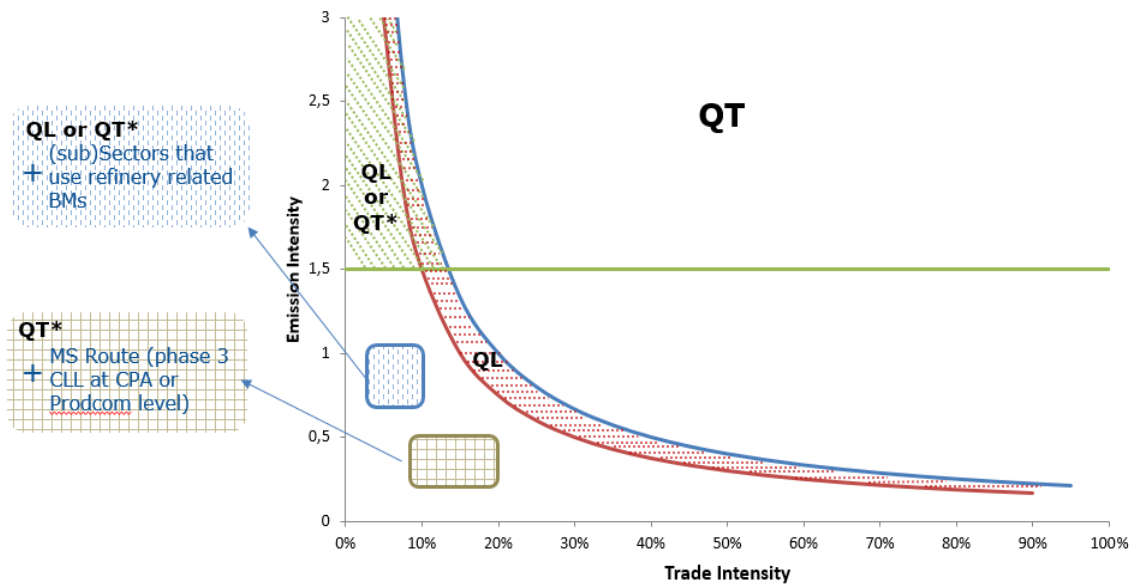 QL or QT*
+ (sub)Sectors that
use refinery related
BMs
QT*
+ MS Route (phase 3
CLL at CPA or
Prodcom level)
Emission Intensity
3
2,5
2
1,5
1
0,5
0
QT
QL
or
QT*
QL
0%
10%
20%
30%
40%
50%
60%
70%
80%
90%
100%
Trade Intensity